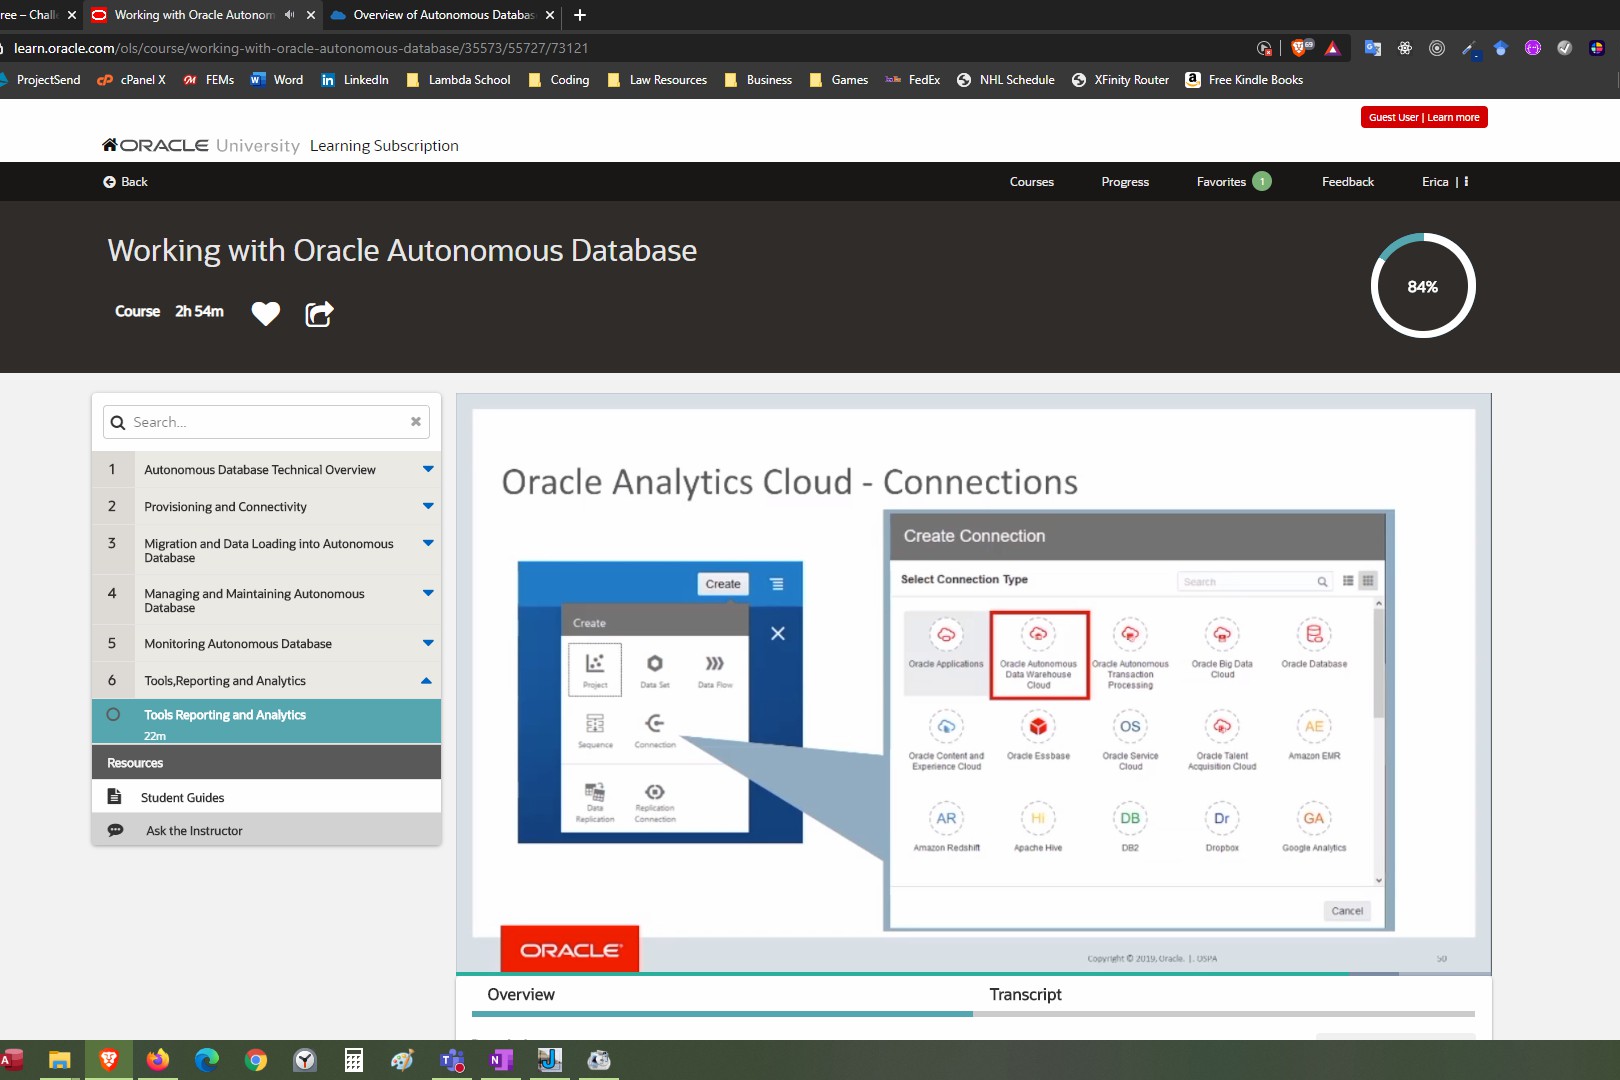 ree – Chall
Working with Oracle Autonom
Overview of Autonomous Databas
learn.oracle.com/ols/course/working-with-oracle-autonomous-database/35573/55727/73121
69
ProjectSend
cPanel X
FEMs
Word
LinkedIn
Lambda School
Coding
Law Resources
Business
Games
FedEx
NHL Schedule
XFinity Router
Free Kindle Books
Guest User | Learn more
ORACLE University Learning Subscription
Back
Courses
Progress
Favorites 1
Feedback
Erica |
Working with Oracle Autonomous Database
Course 2h 54m
84%
Search...
1 Autonomous Database Technical Overview
2 Provisioning and Connectivity
3 Migration and Data Loading into Autonomous
Database
4 Managing and Maintaining Autonomous
Database
5 Monitoring Autonomous Database
6 Tools,Reporting and Analytics
Tools Reporting and Analytics
22m
Resources
Student Guides
Ask the Instructor
Oracle Analytics Cloud - Connections
Create
Create
Project
Data Set
Data Flow
Sequence
Connection
Data
Replication
Replication
Connection
Create Connection
Select Connection Type
Search
Oracle Applications
Oracle Autonomous
Data Warehouse
Cloud
Oracle Autonomous
Transaction
Processing
Oracle Big Data
Cloud
Oracle Database
Oracle Content and
Experience Cloud
Oracle Essbase
OS
Oracle Service
Cloud
Oracle Talent
Acquisition Cloud
AE
Amazon EMR
AR
Amazon Redshift
Hi
Apache Hive
DB
DB2
Dr
Dropbox
GA
Google Analytics
Cancel
ORACLE
Copyright © 2019, Oracle. |. OSPA
50
Overview
Transcript